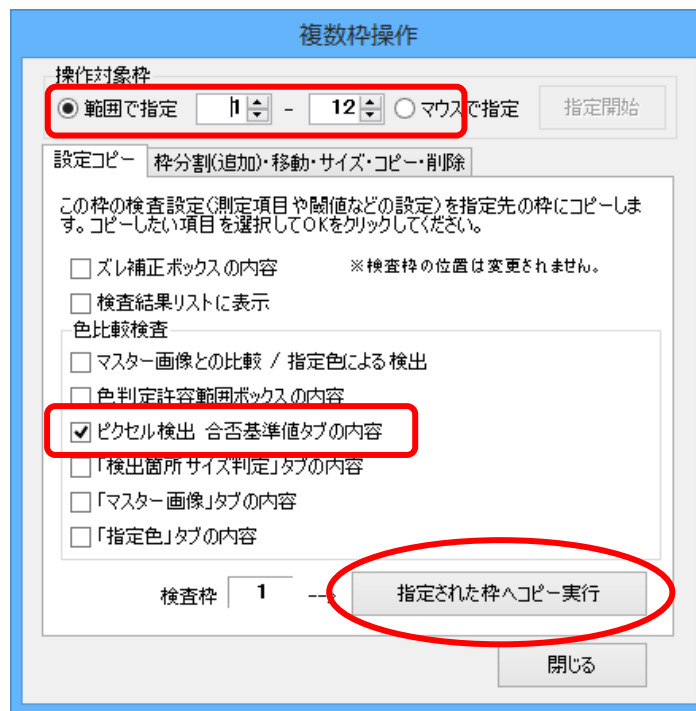 複数枠操作
操作対象枠
範囲で指定 1 - 12 マウスで指定 指定開始
設定コピー 枠分割(追加)・移動・サイズ・コピー・削除
この枠の検査設定(測定項目や閾値などの設定)を指定先の枠にコピーしま
す。コピーしたい項目を選択してOKをクリックしてください。
ズレ補正ボックスの内容 ※検査枠の位置は変更されません。
検査結果リストに表示
色比較検査
マスター画像との比較 / 指定色による検出
色判定許容範囲ボックスの内容
ピクセル検出 合否基準値タブの内容
「検出箇所サイズ判定」タブの内容
「マスター画像」タブの内容
「指定色」タブの内容
検査枠 1 --> 指定された枠へコピー実行
閉じる